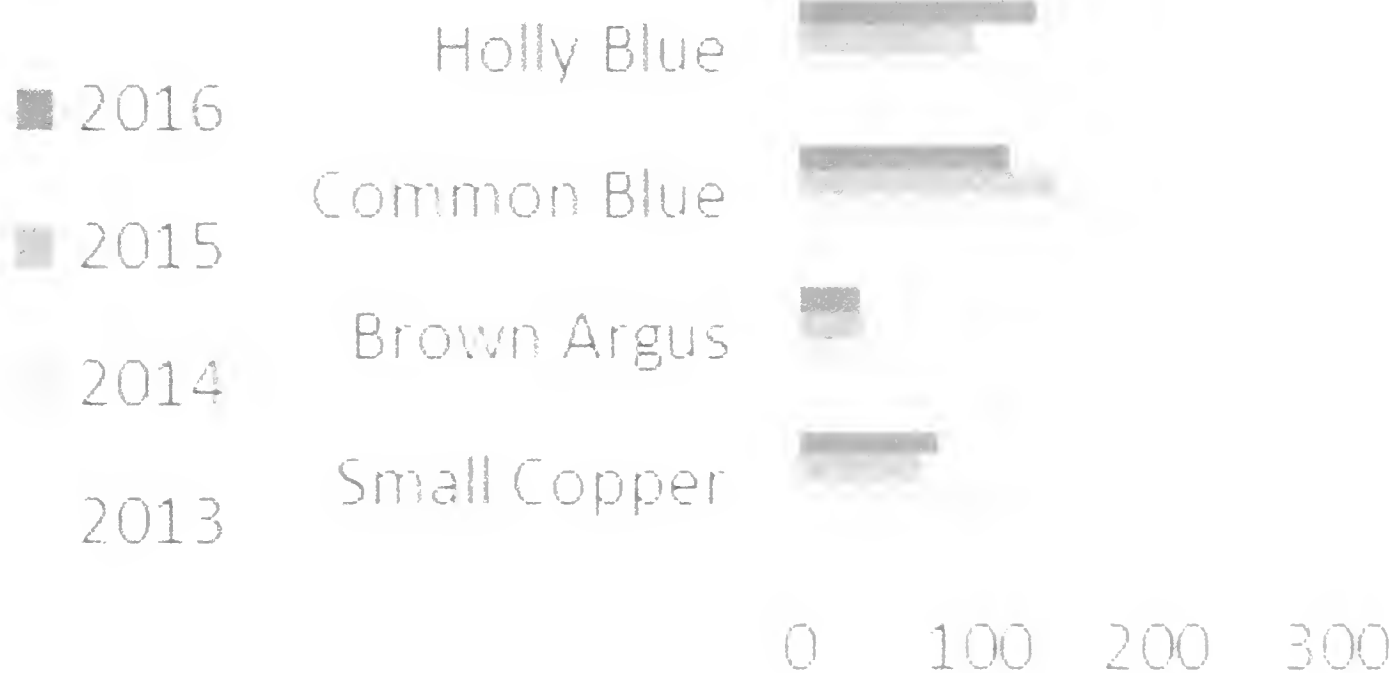 Holly Blue
2016
Common Blue
2015
Brown Argus
2014
Small Copper
2013
0 100 200 300